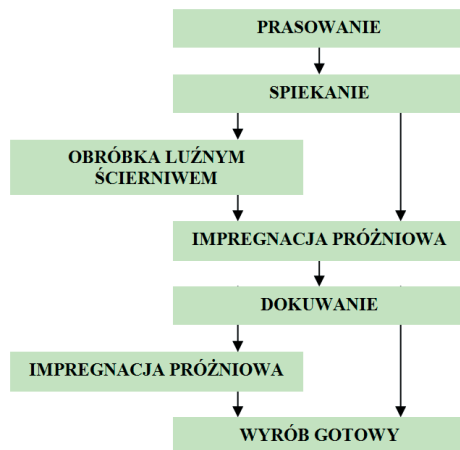 PRASOWANIE
SPIEKANIE
OBRÓBKA LUŹNYM
ŚCIERNIWEM
IMPREGNACJA PRÓŻNIOWA
DOKUWANIE
IMPREGNACJA PRÓŻNIOWA
WYRÓB GOTOWY